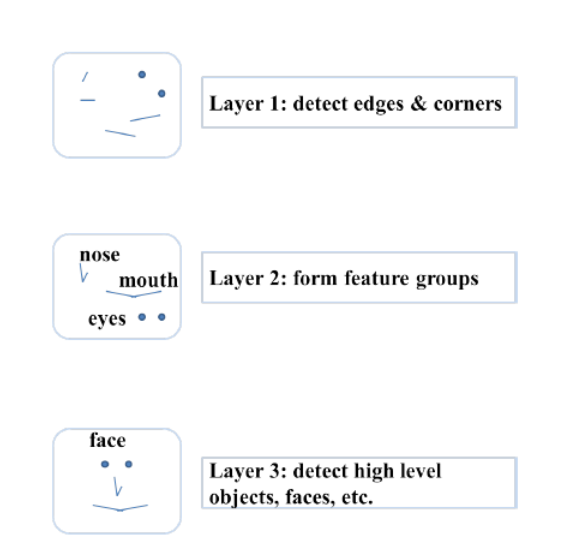 Layer 1: detect edges & corners
nose
mouth
eyes
Layer 2: form feature groups
face
Layer 3: detect high level
objects, faces, etc.